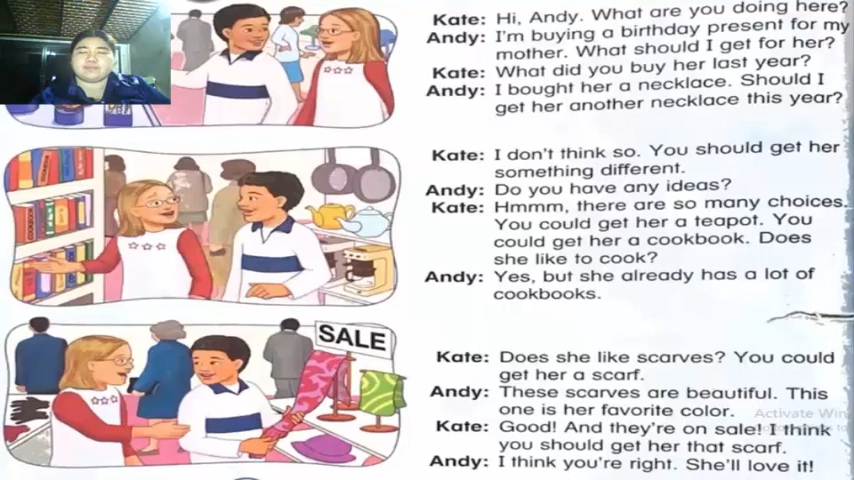 Kate: Hi, Andy. What are you doing here?
Andy: I'm buying a birthday present for my
mother. What should I get for her?
Kate: What did you buy her last year?
Andy: I bought her a necklace. Should I
get her another necklace this year?
Kate: I don't think so. You should get her
something different.
Andy: Do you have any ideas?
Kate: Hmmm, there are so many choices.
You could get her a teapot. You
could get her a cookbook. Does
she like to cook?
Andy: Yes, but she already has a lot of
cookbooks.
SALE
Kate: Does she like scarves? You could
get her a scarf.
Andy: These scarves are beautiful. This
one is her favorite color.
Kate: Good! And they're on sale! I think
you should get her that scarf.
Andy: I think you're right. She'll love it!
Activate Win